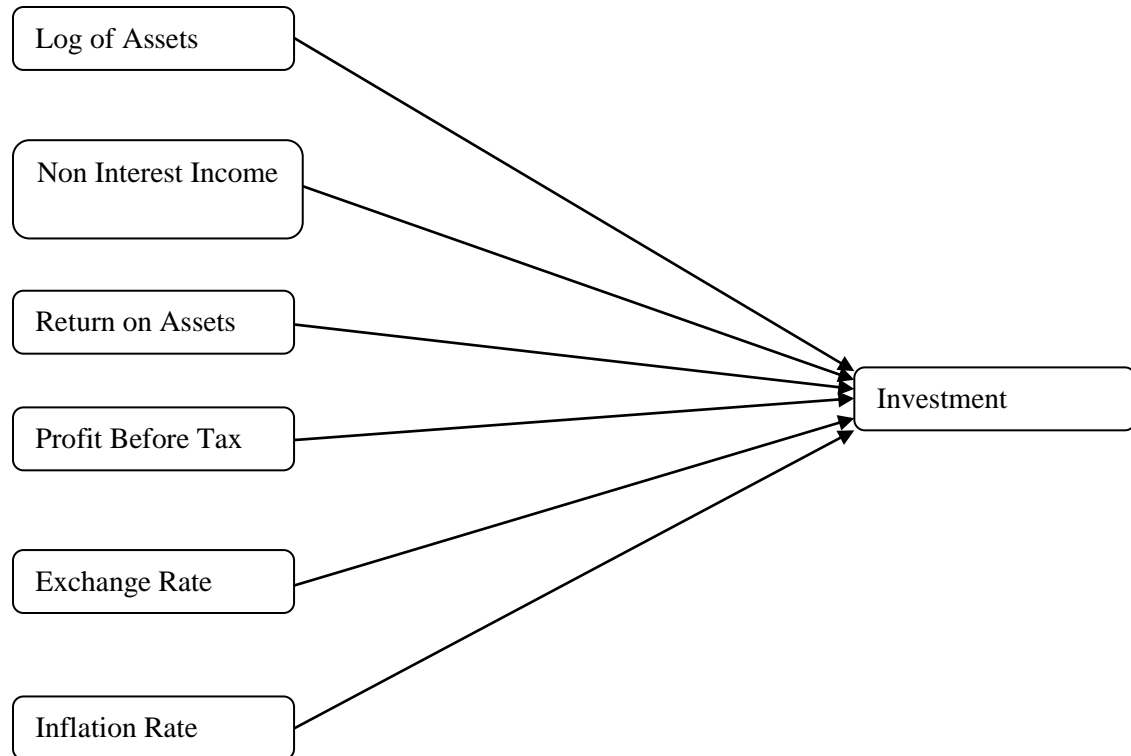 Log of Assets
Non Interest Income
Return on Assets
Profit Before Tax
Investment
Exchange Rate
Inflation Rate